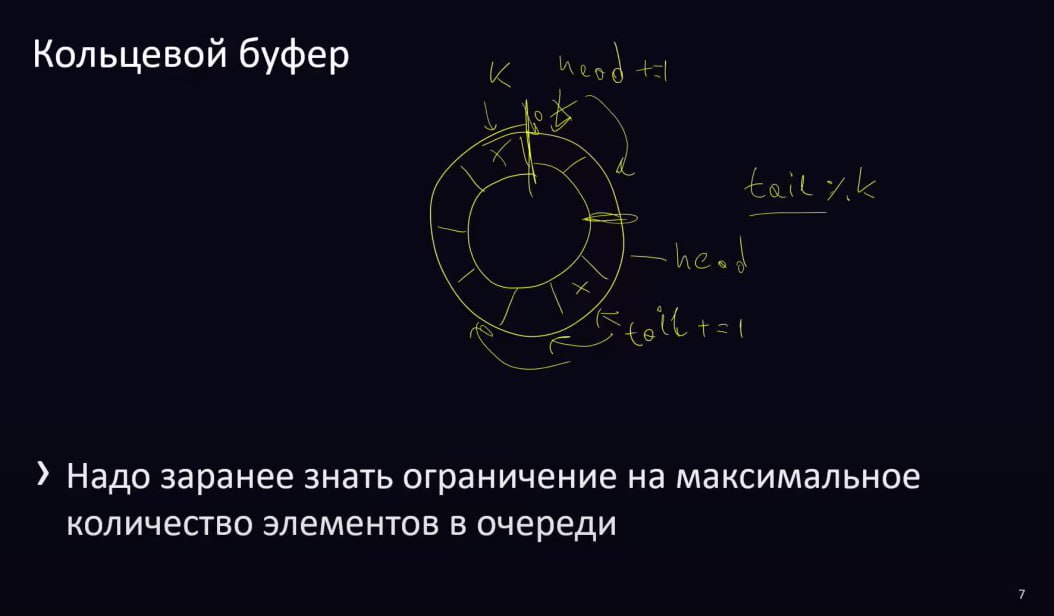 Кольцевой буфер
K
head +=1
0
tail % k
head
x
x
tail += 1
❯ Надо заранее знать ограничение на максимальное
количество элементов в очереди
7